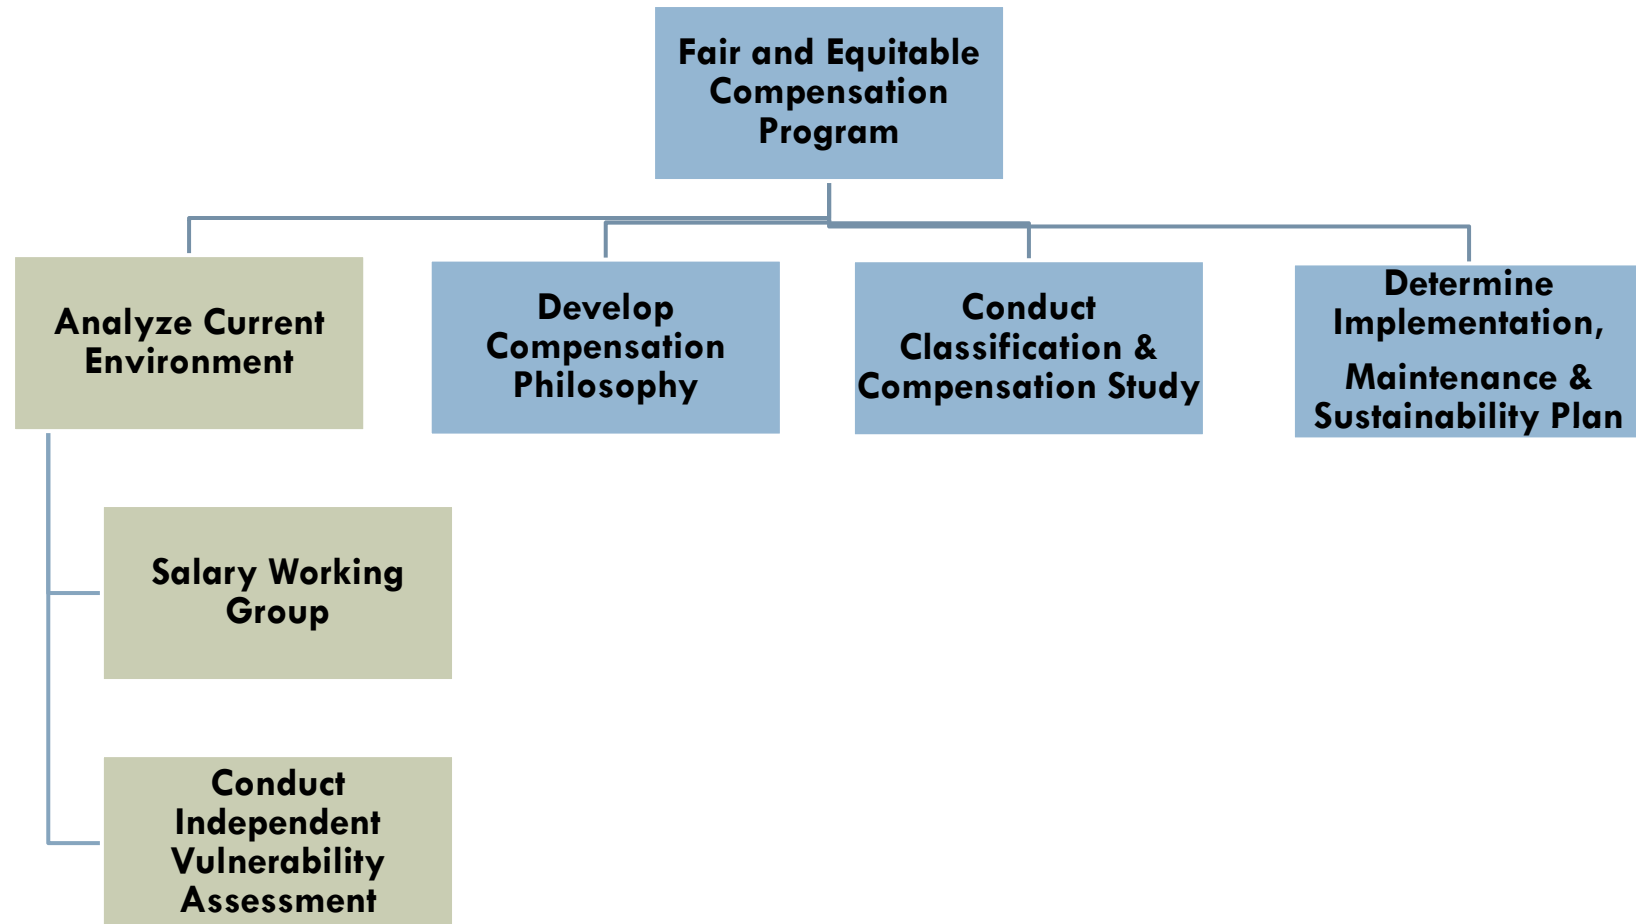 Fair and Equitable
Compensation
Program
Analyze Current
Environment
Develop
Compensation
Philosophy
Conduct
Classification &
Compensation Study
Determine
Implementation,
Maintenance &
Sustainability Plan
Salary Working
Group
Conduct
Independent
Vulnerability
Assessment